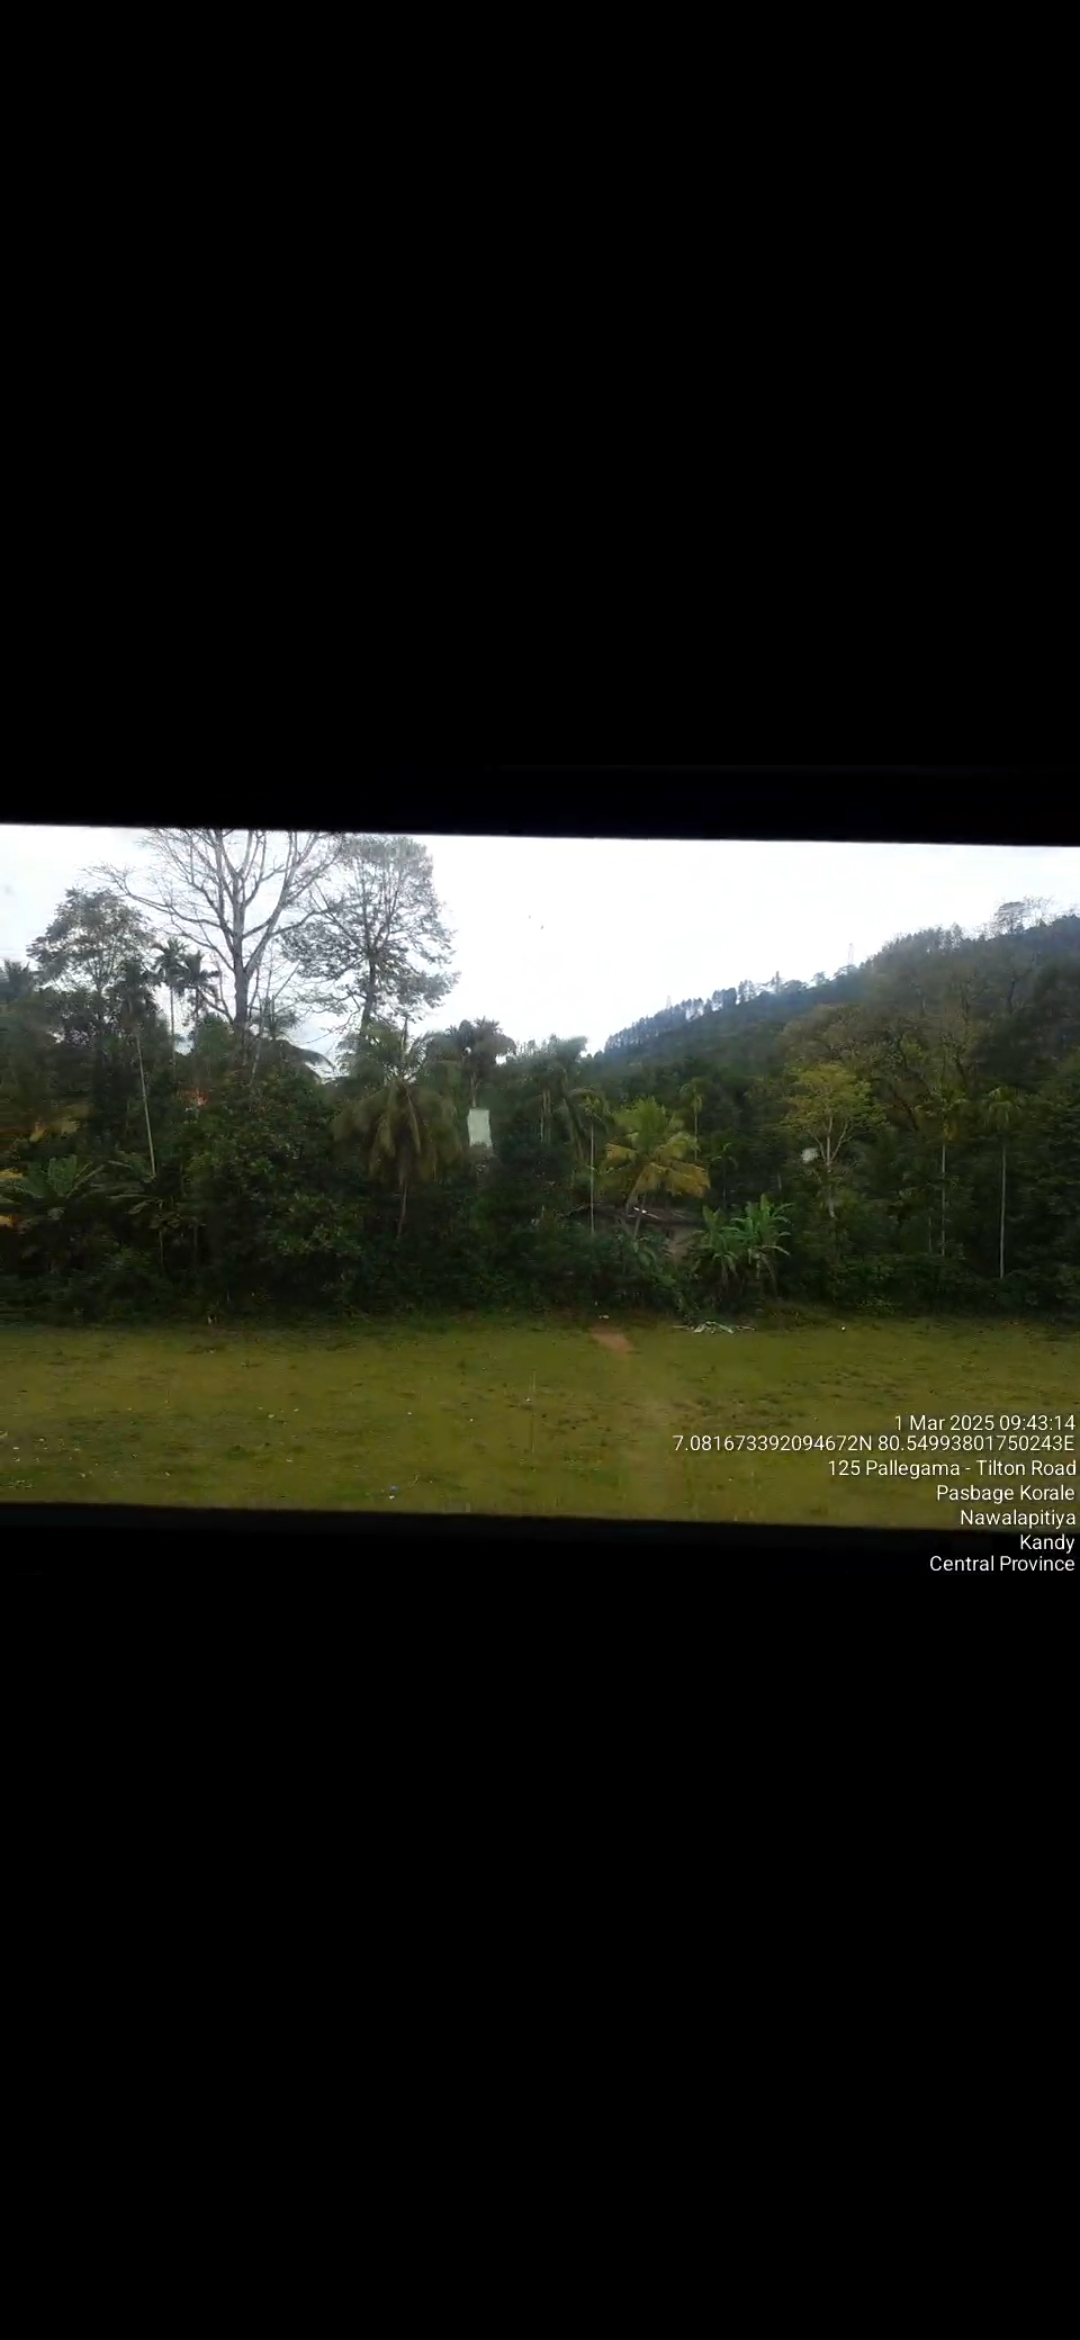 1 Mar 2025 09:43:14
7.081673392094672N 80.54993801750243E
125 Pallegama - Tilton Road
Pasbage Korale
Nawalapitiya
Kandy
Central Province